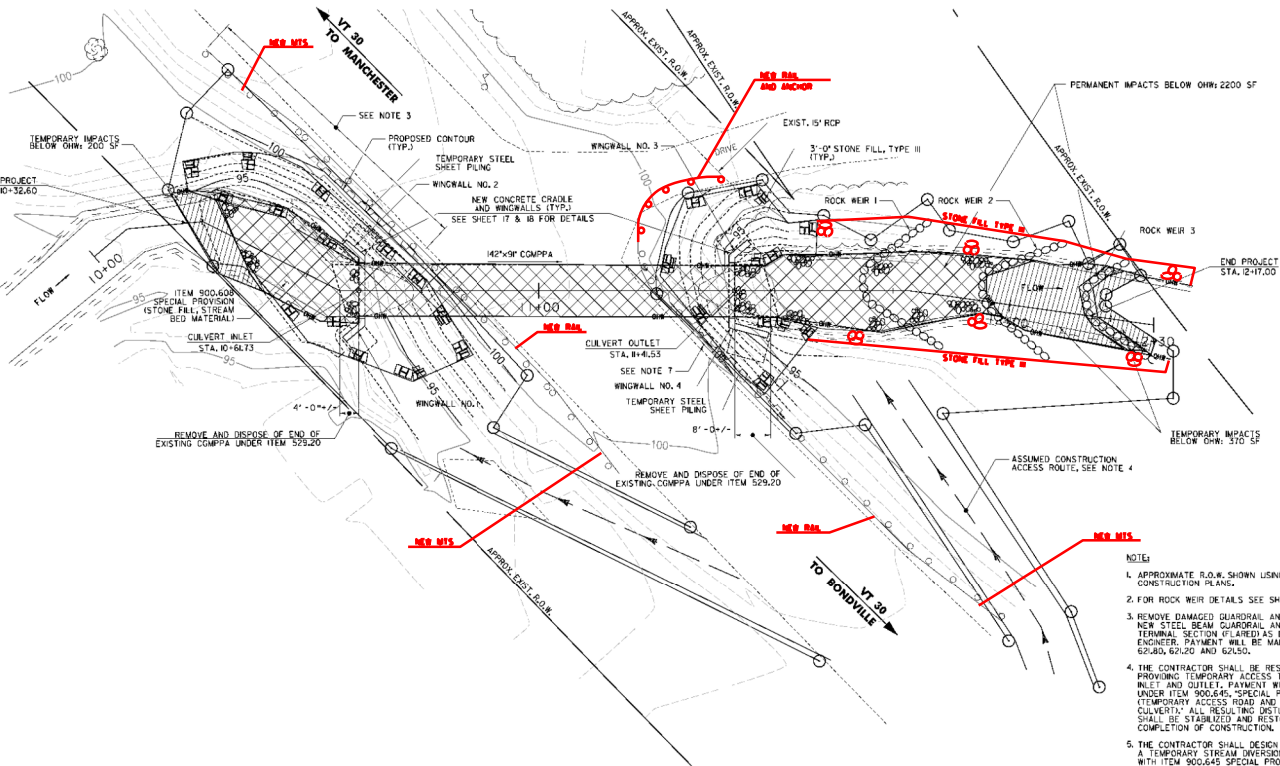 NEW MTS
VT 30
TO MANCHESTER
APPROX. EXIST. R.O.W.
APPROX. EXIST. R.O.W.
NEW RAIL
AND ANCHOR
PERMANENT IMPACTS BELOW OHW: 2200 SF
100
SEE NOTE 3
EXIST. 15' RCP
TEMPORARY IMPACTS
BELOW OHW: 200 SF
PROPOSED CONTOUR
(TYP.)
WINGWALL NO. 3
DRIVE
3'-0" STONE FILL, TYPE III
(TYP.)
APPROX. EXIST. R.O.W.
100
95
TEMPORARY STEEL
SHEET PILING
PROJECT
10+32.60
WINGWALL NO. 2
NEW CONCRETE CRADLE
AND WINGWALLS (TYP.)
SEE SHEET 17 & 18 FOR DETAILS
ROCK WEIR 1
ROCK WEIR 2
STONE FILL TYPE III
ROCK WEIR 3
142"x91" CGMPPA
END PROJECT
STA. 12+17.00
10+00
FLOW
95
ITEM 900.608
SPECIAL PROVISION
(STONE FILL, STREAM
BED MATERIAL)
11+00
FLOW
OHW
CULVERT INLET
STA. 10+61.73
95
NEW RAIL
100
95
CULVERT OUTLET
STA. 11+41.53
SEE NOTE 7
WINGWALL NO. 4
TEMPORARY STEEL
SHEET PILING
95
STONE FILL TYPE III
WINGWALL NO. 1
4'-0"+/-
8'-0"+/-
100
REMOVE AND DISPOSE OF END OF
EXISTING CGMPPA UNDER ITEM 529.20
TEMPORARY IMPACTS
BELOW OHW: 370 SF
REMOVE AND DISPOSE OF END OF
EXISTING CGMPPA UNDER ITEM 529.20
ASSUMED CONSTRUCTION
ACCESS ROUTE, SEE NOTE 4
NEW MTS
NEW RAIL
NEW MTS
APPROX. EXIST. R.O.W.
VT 30
TO BONDVILLE
NOTE:
1. APPROXIMATE R.O.W. SHOWN USIN
CONSTRUCTION PLANS.
2. FOR ROCK WEIR DETAILS SEE SH
3. REMOVE DAMAGED GUARDRAIL AN
NEW STEEL BEAM GUARDRAIL AN
TERMINAL SECTION (FLARED) AS
ENGINEER. PAYMENT WILL BE MA
621.80, 621.20 AND 621.50.
4. THE CONTRACTOR SHALL BE RES
PROVIDING TEMPORARY ACCESS T
INLET AND OUTLET. PAYMENT W
UNDER ITEM 900.645, "SPECIAL P
(TEMPORARY ACCESS ROAD AND
CULVERT)." ALL RESULTING DIST
SHALL BE STABILIZED AND REST
COMPLETION OF CONSTRUCTION.
5. THE CONTRACTOR SHALL DESIGN
A TEMPORARY STREAM DIVERSION
WITH ITEM 900.645 SPECIAL PRO